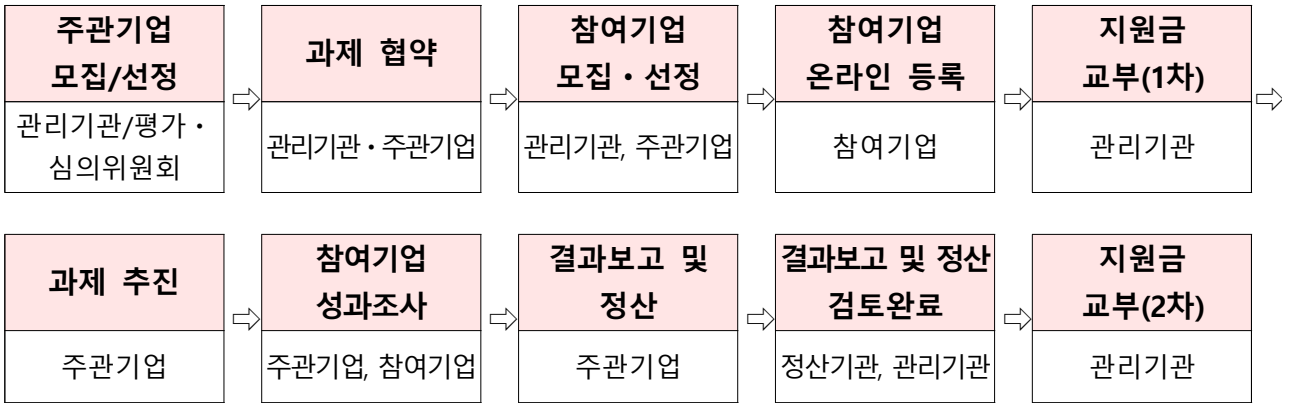 주관기업
모집/선정
관리기관/평가・
심의위원회
과제 협약
관리기관・주관기업
참여기업
모집・선정
관리기관, 주관기업
참여기업
온라인 등록
참여기업
지원금
교부(1차)
관리기관
과제 추진
주관기업
참여기업
성과조사
주관기업, 참여기업
결과보고 및
정산
주관기업
결과보고 및 정산
검토완료
정산기관, 관리기관
지원금
교부(2차)
관리기관